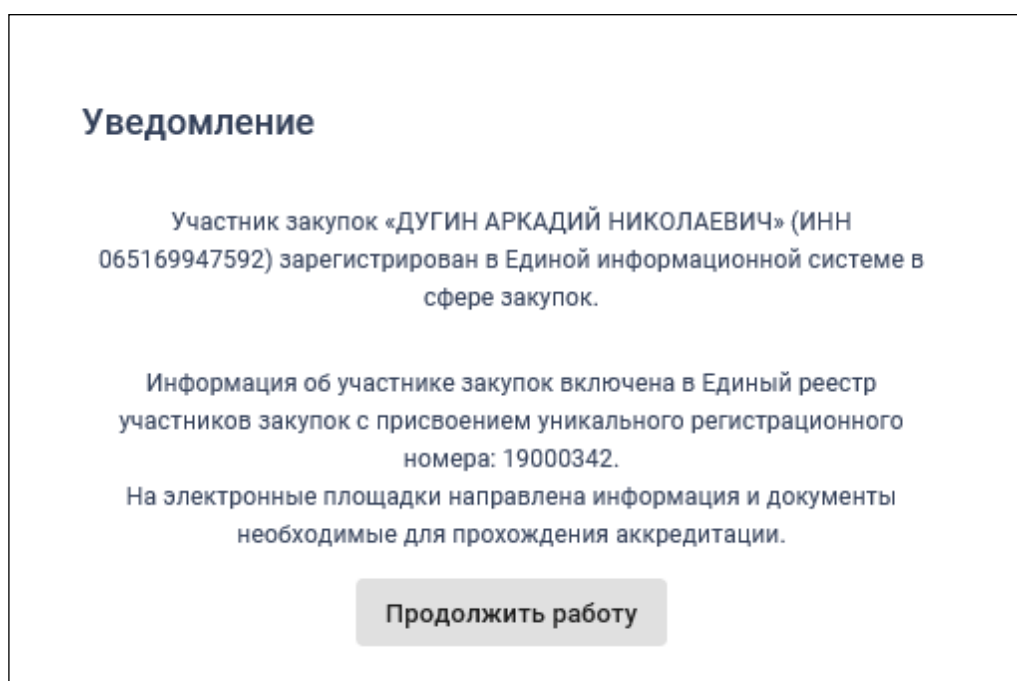 Уведомление
Участник закупок «ДУГИН АРКАДИЙ НИКОЛАЕВИЧ» (ИНН
065169947592) зарегистрирован в Единой информационной системе в
сфере закупок.
Информация об участнике закупок включена в Единый реестр
участников закупок с присвоением уникального регистрационного
номера: 19000342.
На электронные площадки направлена информация и документы
необходимые для прохождения аккредитации.
Продолжить работу